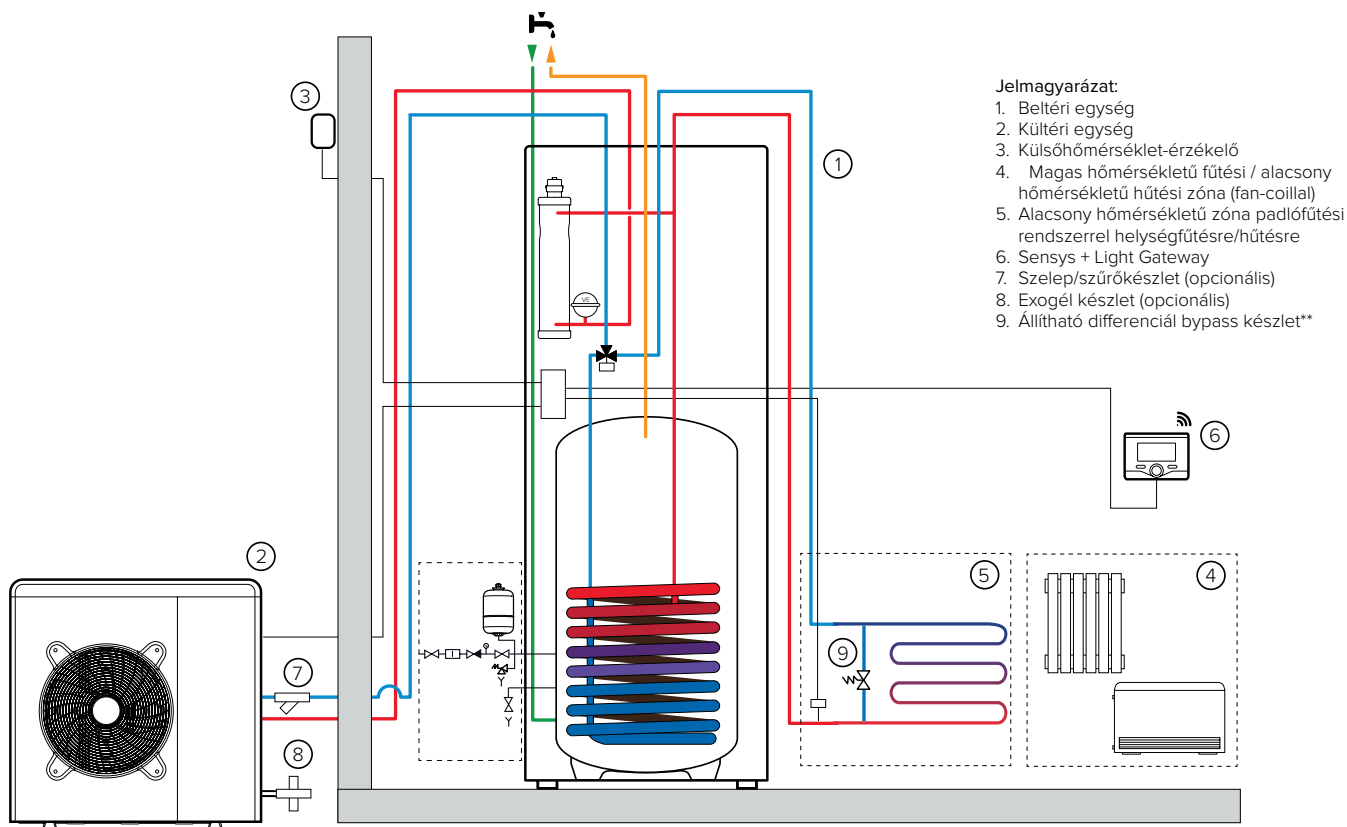 Jelmagyarázat:
1. Beltéri egység
2. Kültéri egység
3. Külsőhőmérséklet-érzékelő
4. Magas hőmérsékletű fűtési / alacsony
hőmérsékletű hűtési zóna (fan-coillal)
5. Alacsony hőmérsékletű zóna padlófűtési
rendszerrel helységfűtésre/hűtésre
6. Sensys + Light Gateway
7. Szelep/szűrőkészlet (opcionális)
8. Exogél készlet (opcionális)
9. Állítható differenciál bypass készlet**
3
1
VE
6
2
5
4
9
7
8